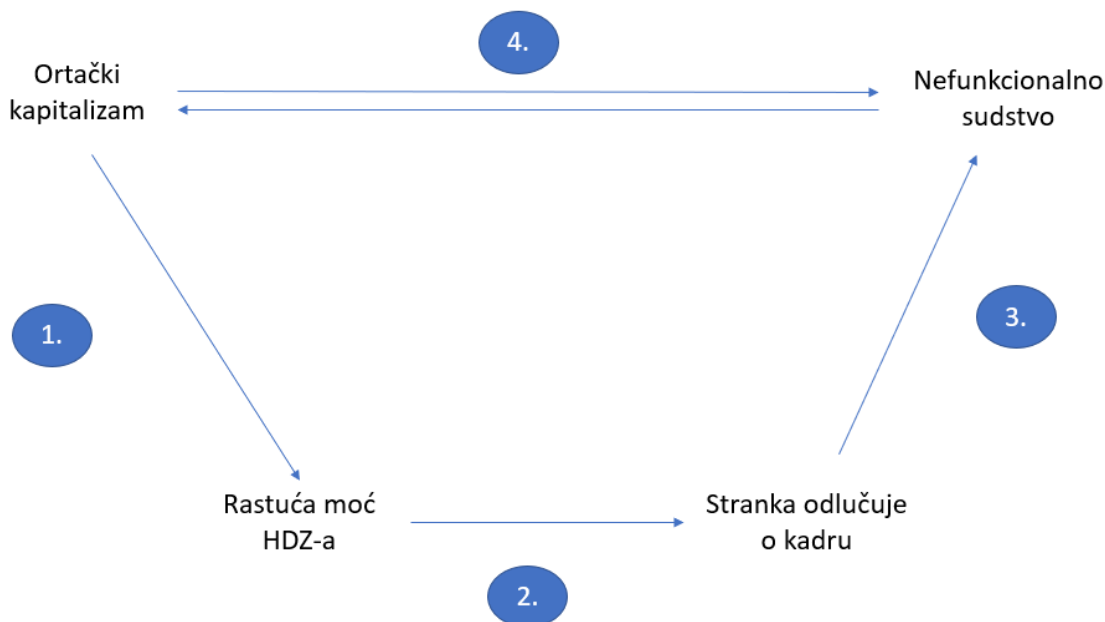 4.
Ortački
kapitalizam
Nefunkcionalno
sudstvo
1.
3.
Rastuća moć
HDZ-a
Stranka odlučuje
o kadru
2.